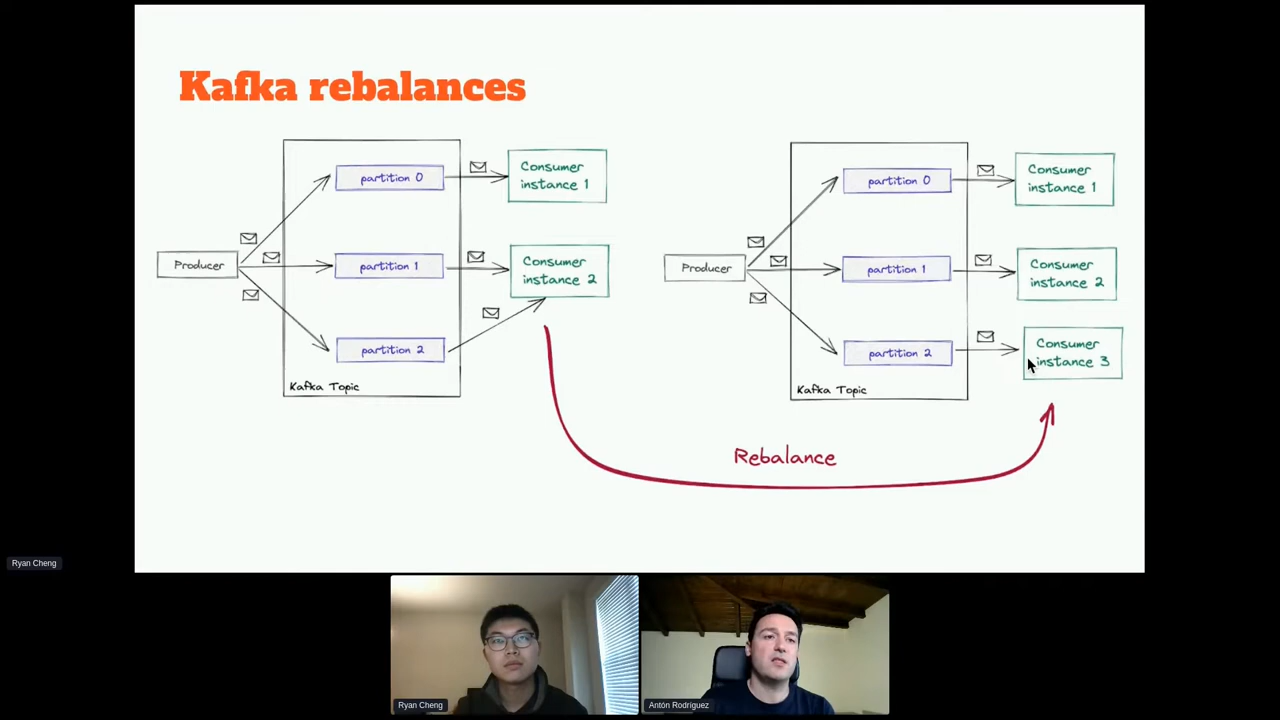 Kafka rebalances
partition 0
Consumer
instance 1
Producer
partition 1
Consumer
instance 2
partition 2
Kafka Topic
partition 0
Consumer
instance 1
Producer
partition 1
Consumer
instance 2
partition 2
Consumer
instance 3
Kafka Topic
Rebalance
Ryan Cheng
Ryan Cheng
Antón Rodríguez